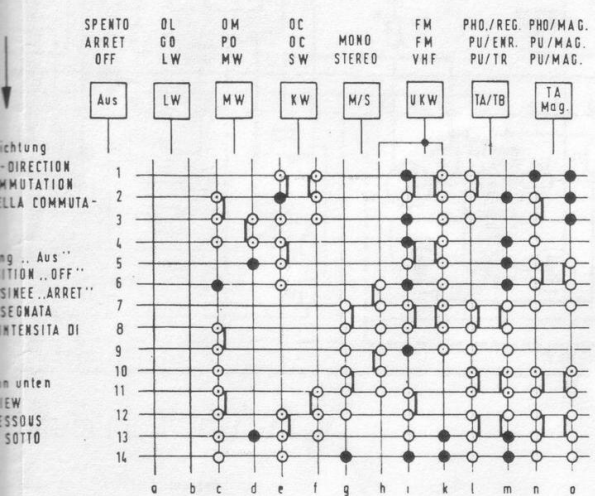 SPENTO OL OM OC FM PHO./REG. PHO/MAG.
ARRET GO PO OC MONO FM PU/ENR. PU/MAG.
OFF LW MW SW STEREO VHF PU/TR PU/MAG.
Aus LW MW KW M/S UKW TA/TB TA Mag.
ichtung
-DIRECTION
MMUTATION
ELLA COMMUTA-
ng „Aus"
ITION „OFF"
SINEE „ARRET"
SEGNATA
INTENSITA DI
n unten
IEW
ESSOUS
SOTTO
1
2
3
4
5
6
7
8
9
10
11
12
13
14
a b c d e f g h i k l m n o